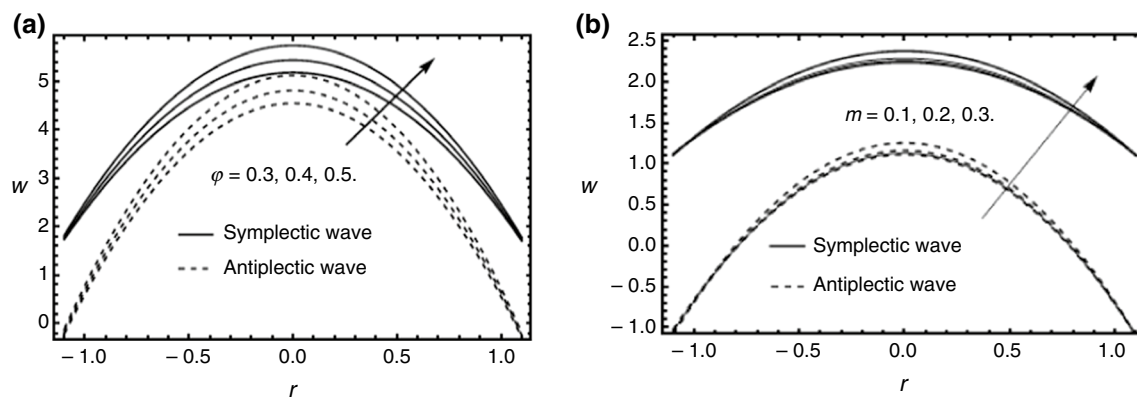 (a)
5
4
3
2
1
0
w
φ = 0.3, 0.4, 0.5.
Symplectic wave
Antiplectic wave
– 1.0 – 0.5 0.0 0.5 1.0
r
(b)
2.5
2.0
1.5
1.0
0.5
0.0
– 0.5
– 1.0
w
m = 0.1, 0.2, 0.3.
Symplectic wave
Antiplectic wave
– 1.0 – 0.5 0.0 0.5 1.0
r